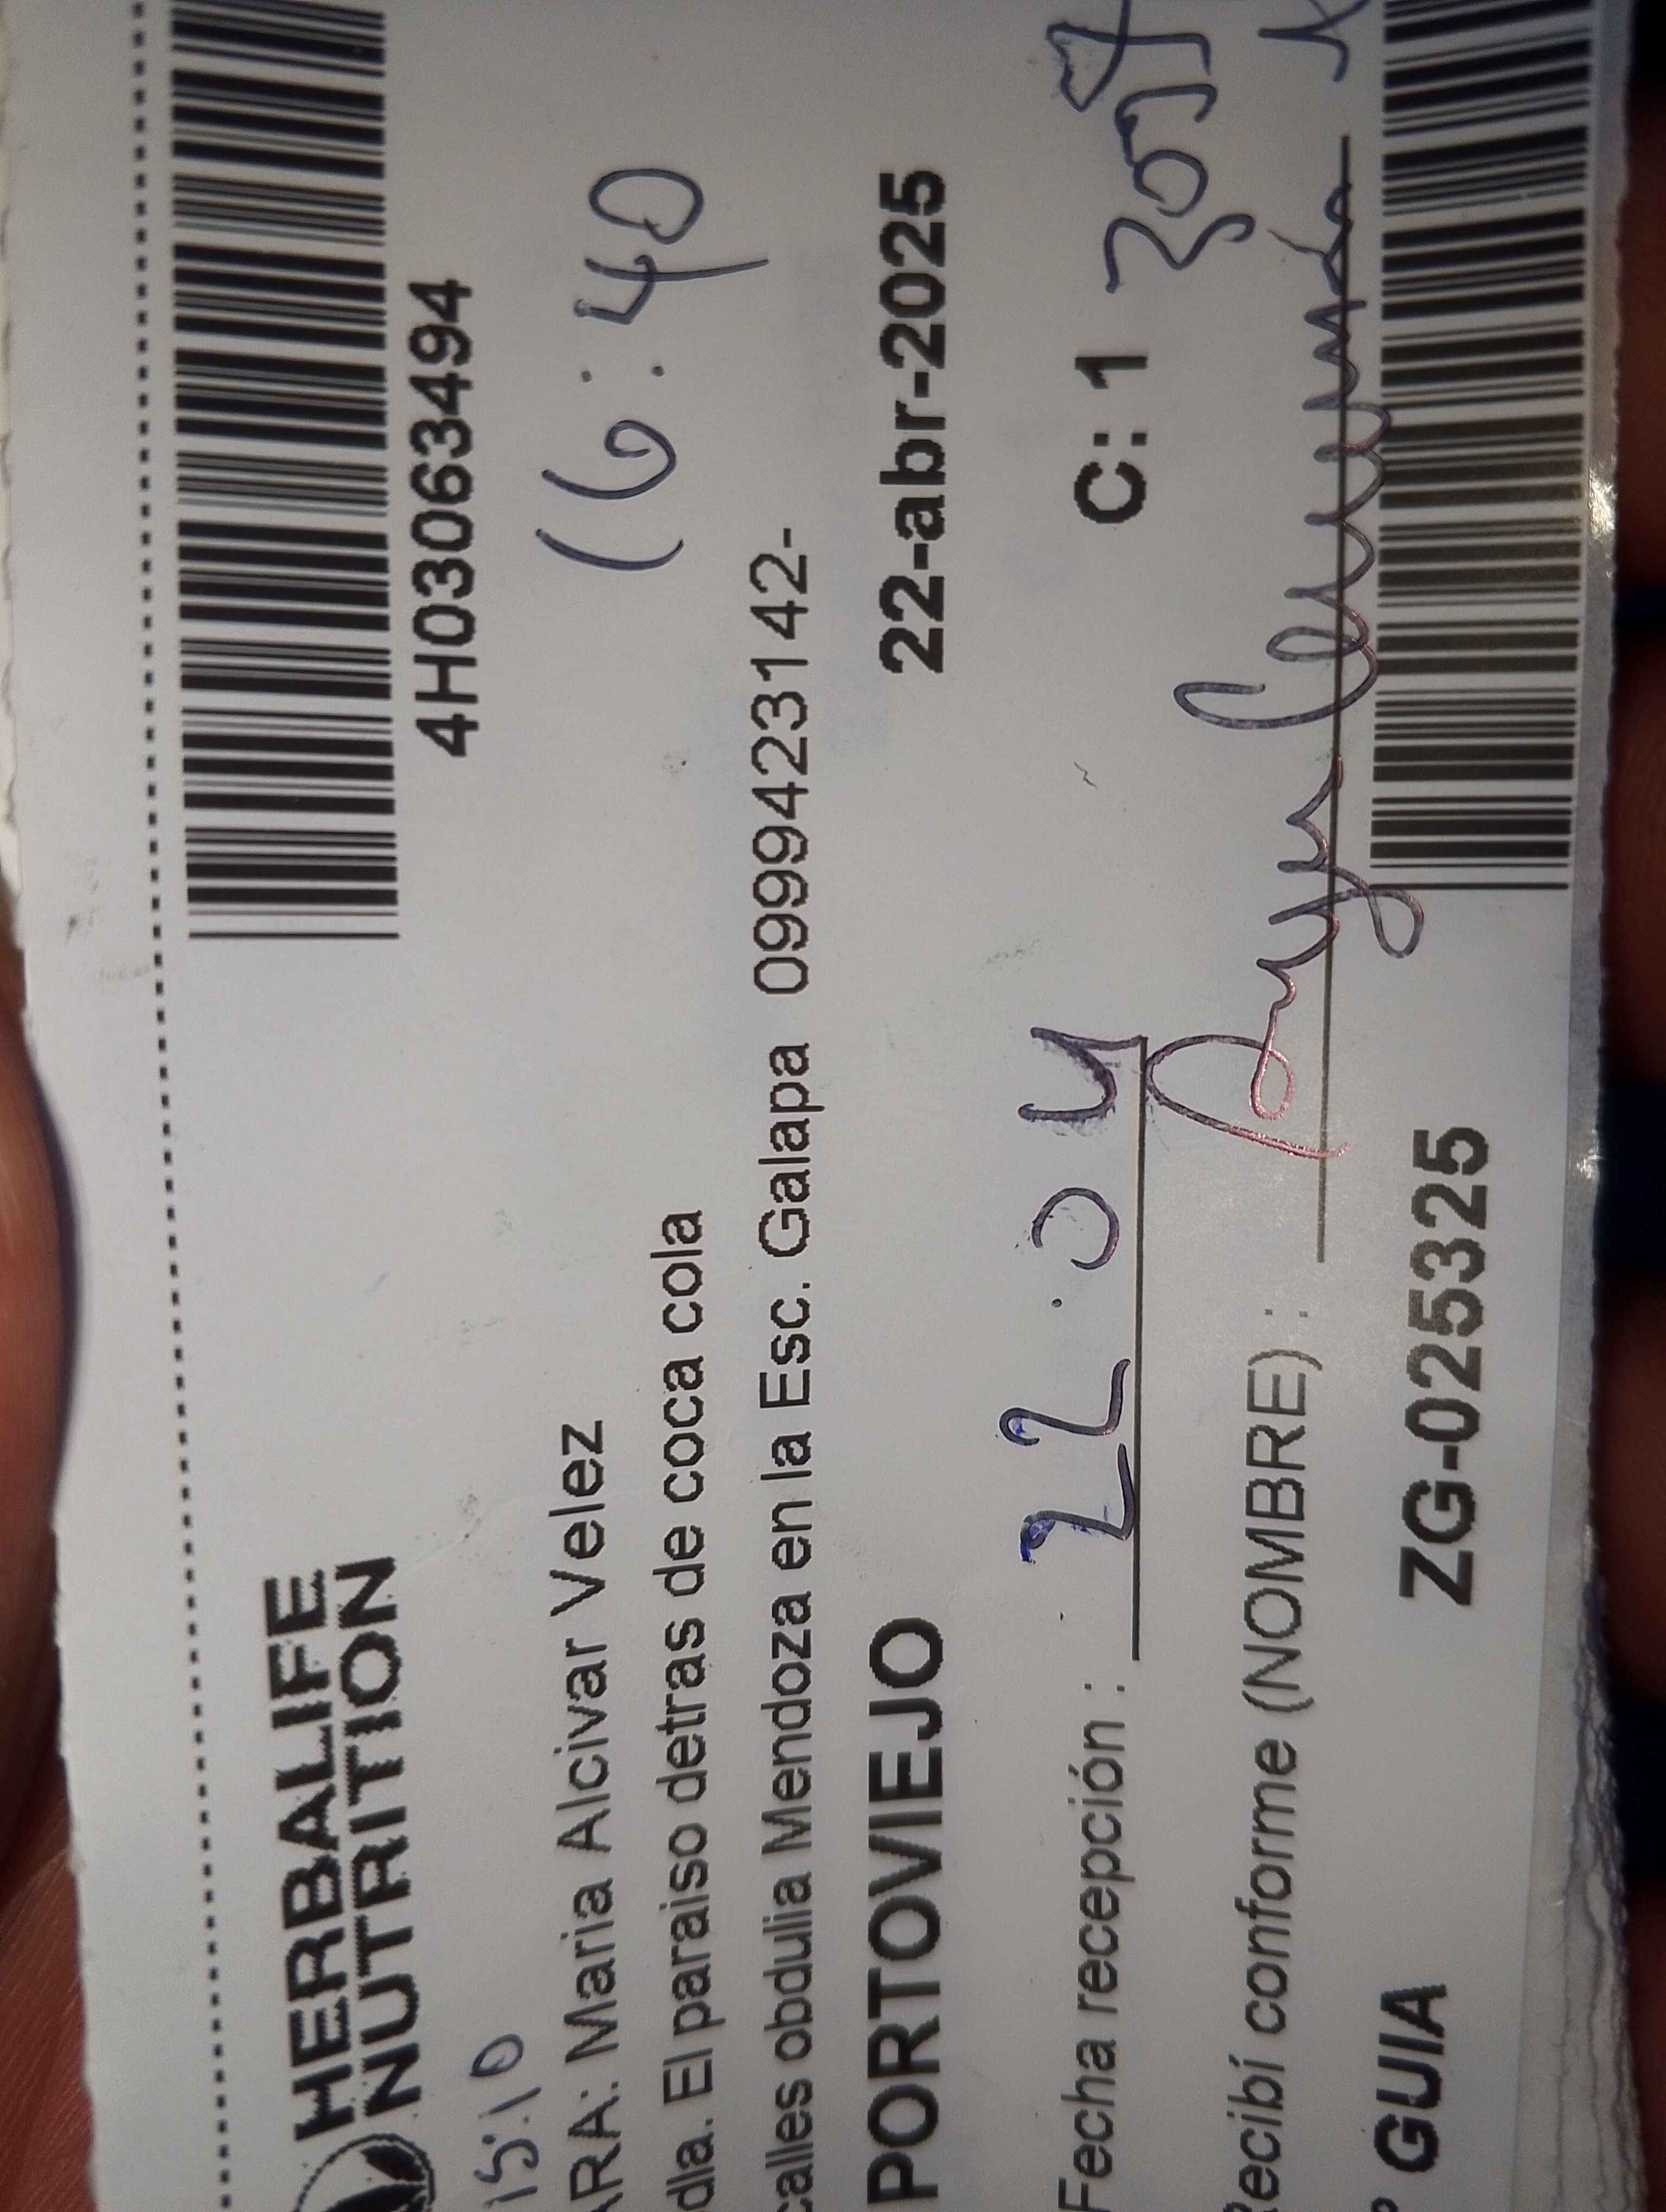 HERBALIFE
NUTRITION
4H03063494
15:10
16:40
ARA: Maria Alcivar Velez
dla. El paraiso detras de coca cola
calles obdulia Mendoza en la Esc. Galapa 0999423142-
PORTOVIEJO 22-abr-2025
Fecha recepción : 22.04 C: 1
Recibí conforme (NOMBRE) :
° GUIA ZG-025325